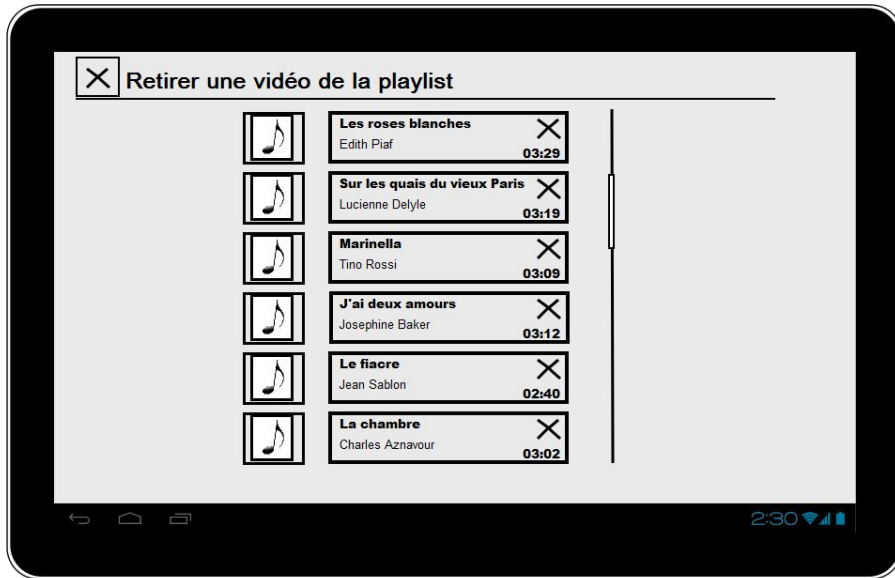 Retirer une vidéo de la playlist
Les roses blanches
Edith Piaf
03:29
Sur les quais du vieux Paris
Lucienne Delyle
03:19
Marinella
Tino Rossi
03:09
J'ai deux amours
Josephine Baker
03:12
Le fiacre
Jean Sablon
02:40
La chambre
Charles Aznavour
03:02
2:30